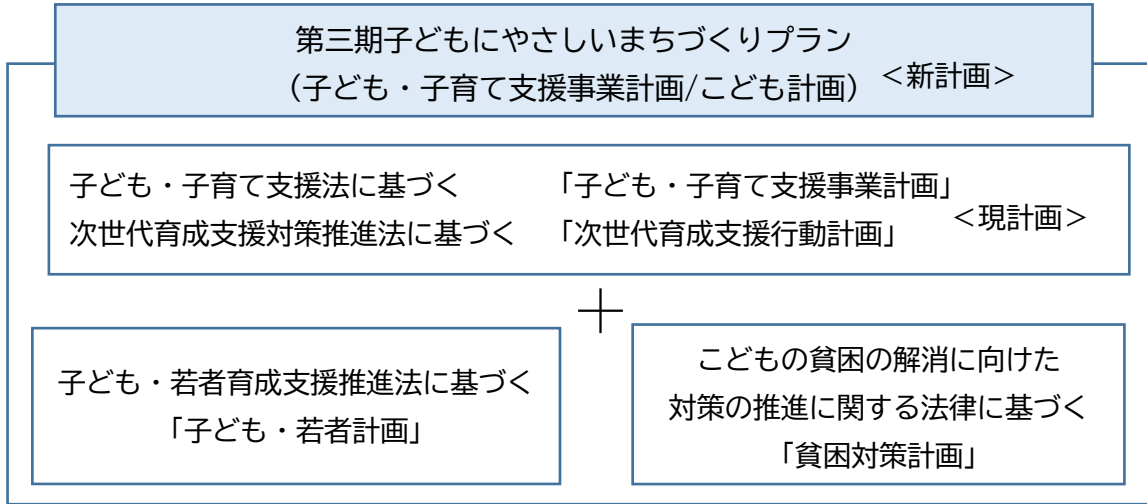 第三期子どもにやさしいまちづくりプラン
（子ども・子育て支援事業計画/こども計画） ＜新計画＞
子ども・子育て支援法に基づく 「子ども・子育て支援事業計画」
次世代育成支援対策推進法に基づく 「次世代育成支援行動計画」 ＜現計画＞
＋
子ども・若者育成支援推進法に基づく
「子ども・若者計画」
こどもの貧困の解消に向けた
対策の推進に関する法律に基づく
「貧困対策計画」